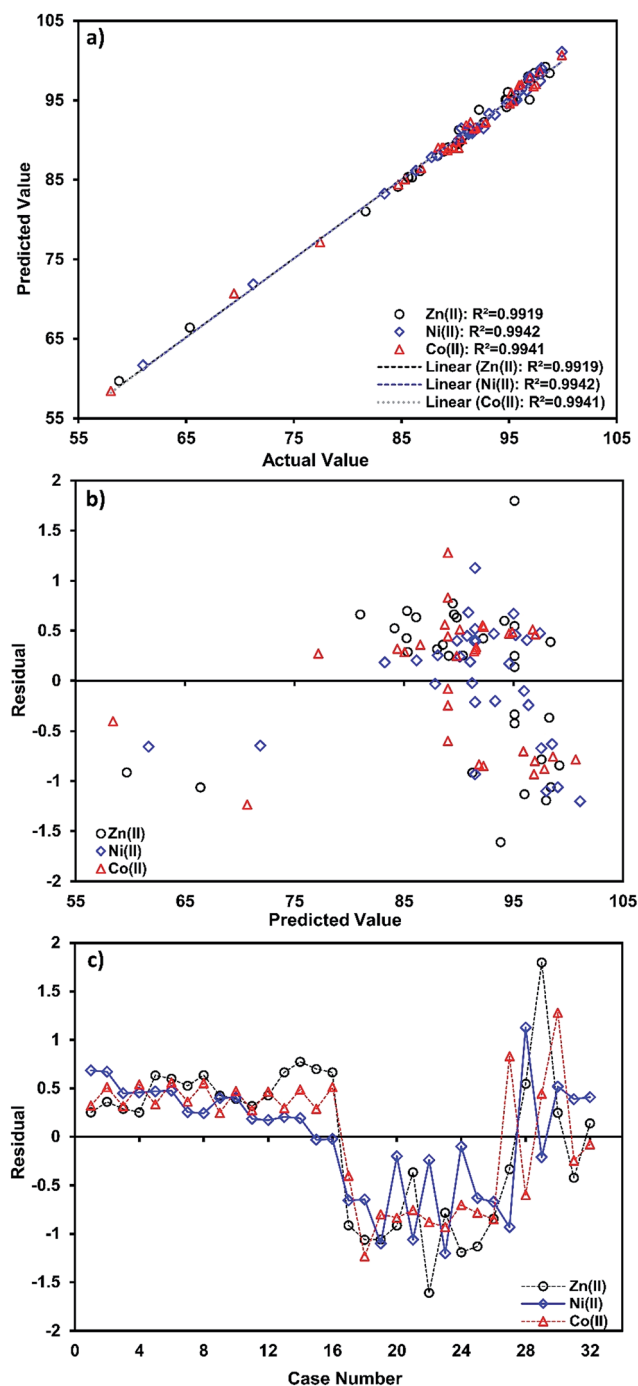 a)
105
95
85
75
65
55
Predicted Value
Zn(II): R²=0.9919
Ni(II): R²=0.9942
Co(II): R²=0.9941
Linear (Zn(II): R²=0.9919)
Linear (Ni(II): R²=0.9942)
Linear (Co(II): R²=0.9941)
55 65 75 85 95 105
Actual Value
b)
2
1.5
1
0.5
0
-0.5
-1
-1.5
-2
Residual
Zn(II)
Ni(II)
Co(II)
55 65 75 85 95 105
Predicted Value
c)
2
1.5
1
0.5
0
-0.5
-1
-1.5
-2
Residual
Zn(II)
Ni(II)
Co(II)
0 4 8 12 16 20 24 28 32
Case Number